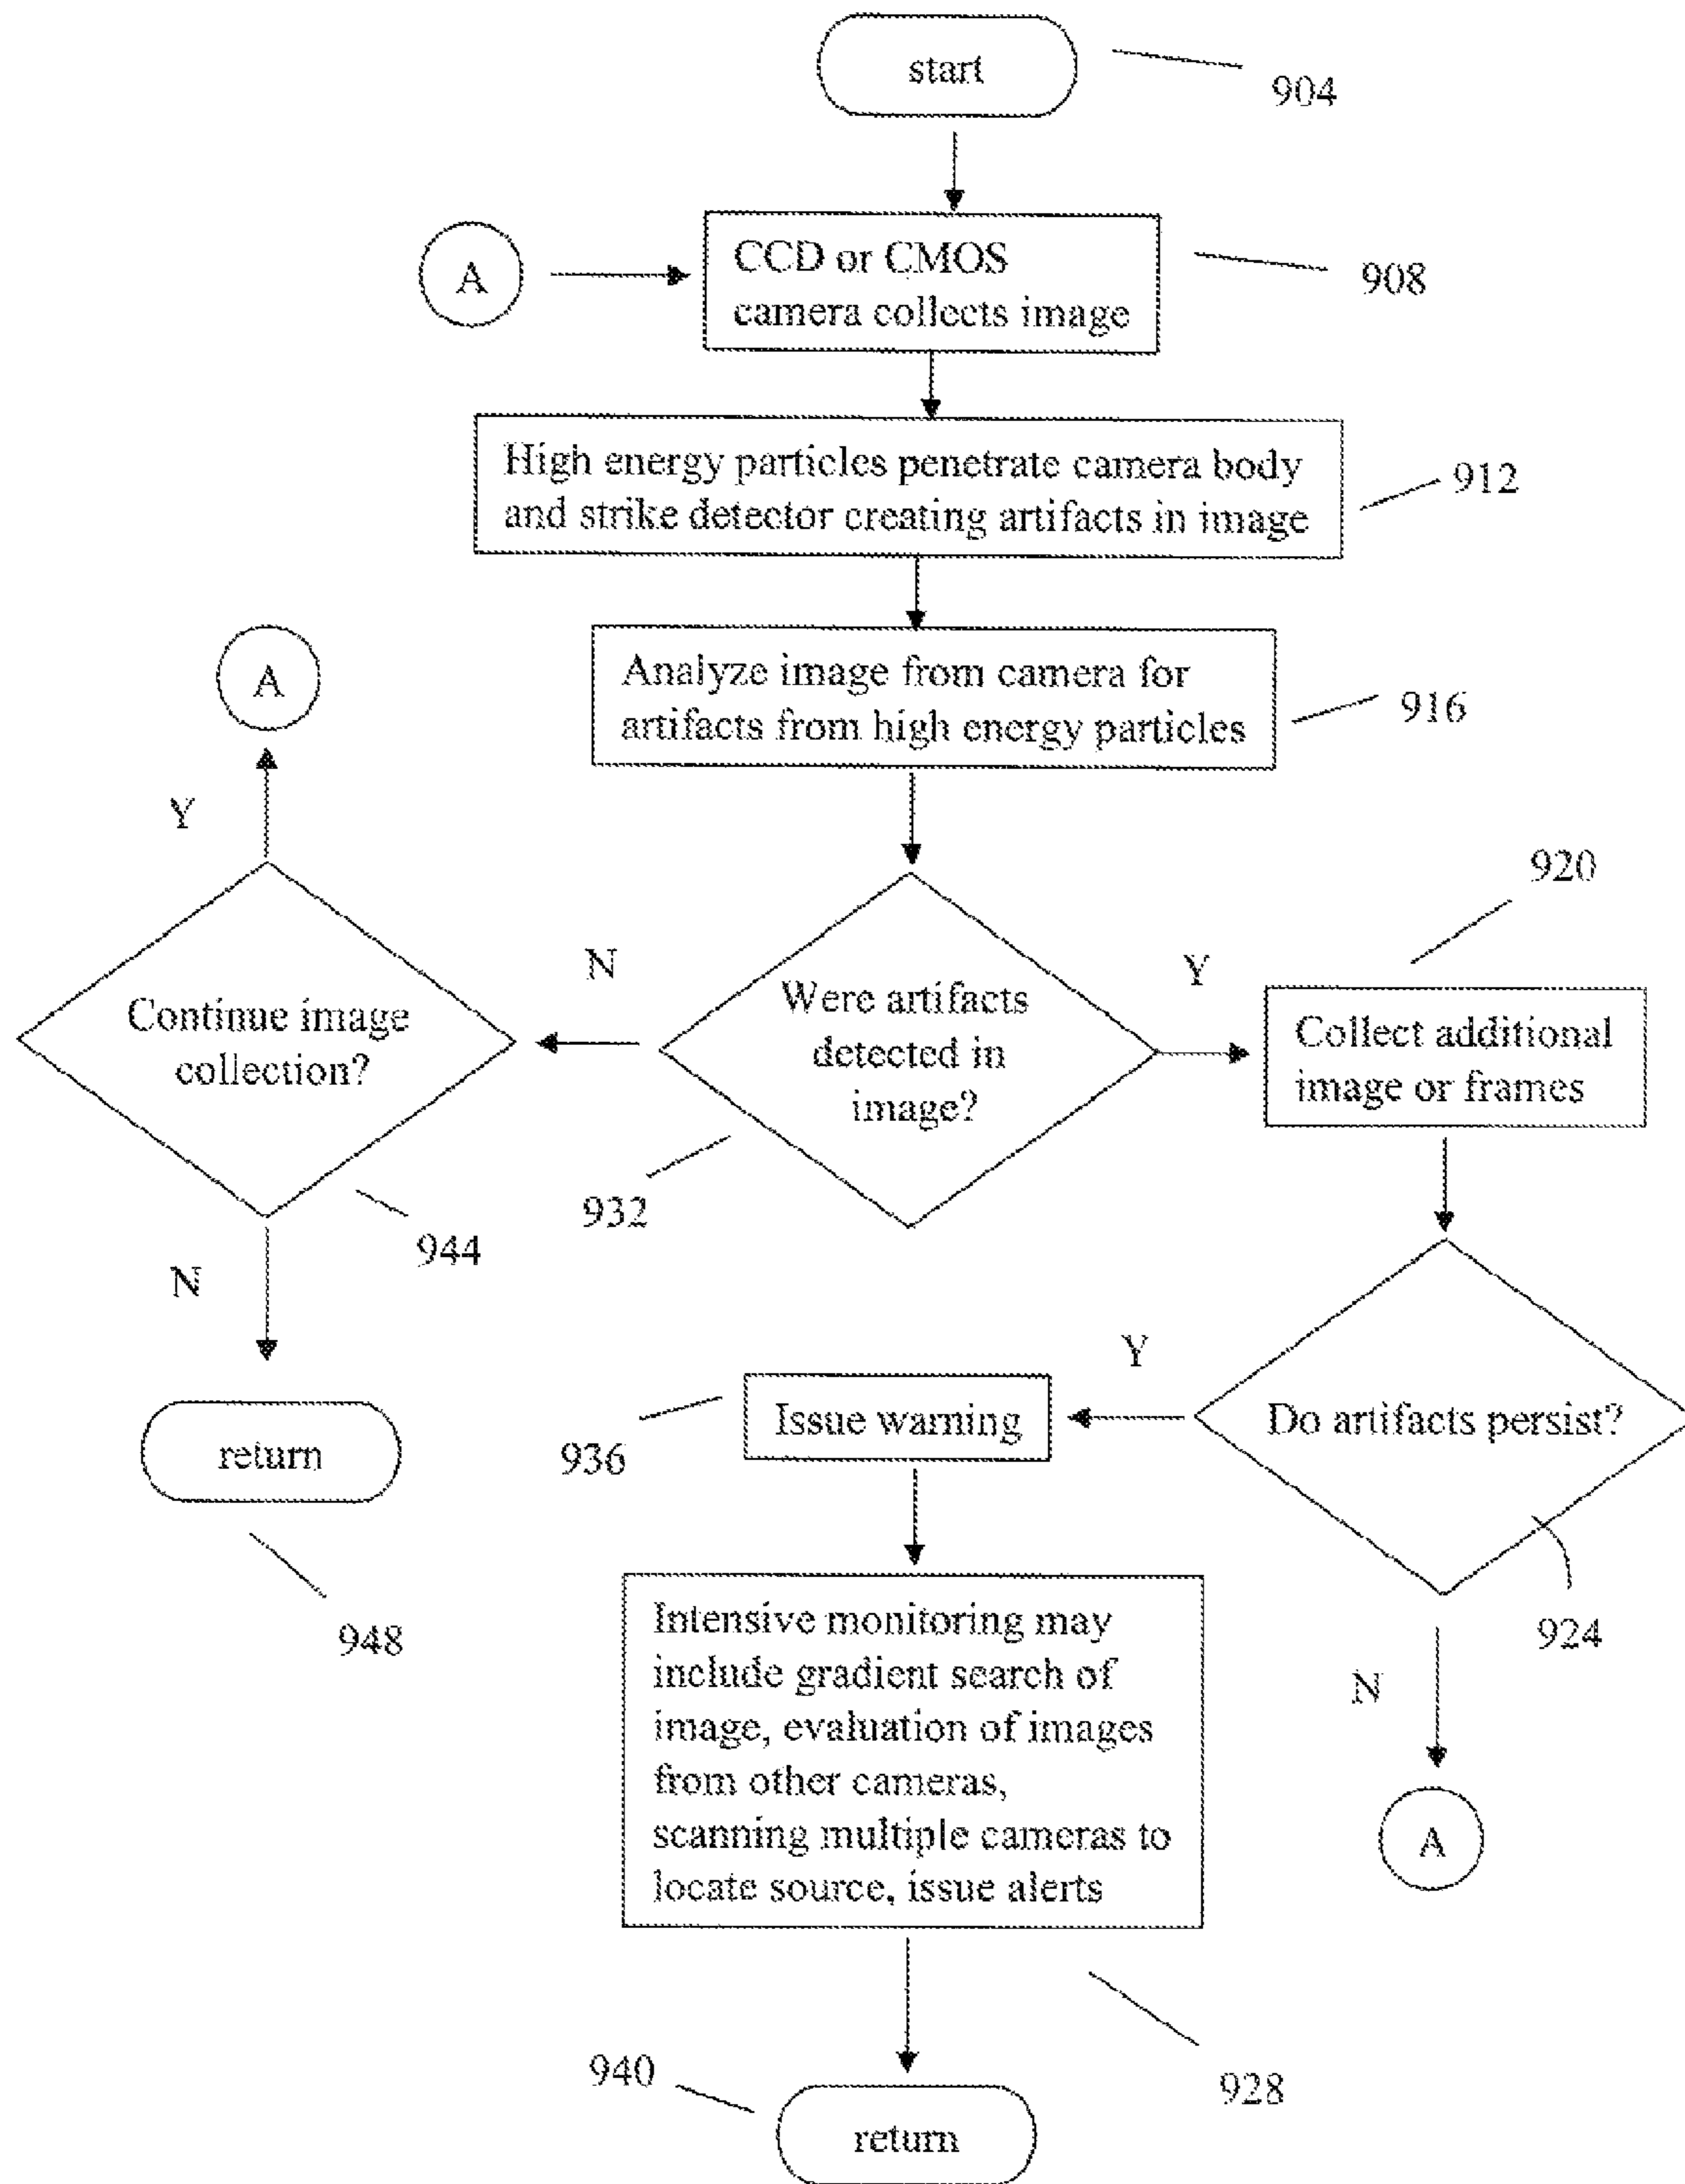 start
904
A
CCD or CMOS
camera collects image
908
High energy particles penetrate camera body
and strike detector creating artifacts in image
912
Analyze image from camera for
artifacts from high energy particles
916
A
Y
Continue image
collection?
944
N
return
948
N
Were artifacts
detected in
image?
932
Y
920
Collect additional
image or frames
Do artifacts persist?
924
Y
N
A
Issue warning
936
Intensive monitoring may
include gradient search of
image, evaluation of images
from other cameras,
scanning multiple cameras to
locate source, issue alerts
928
940
return